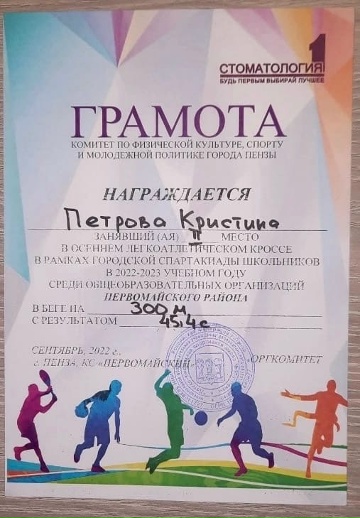 СТОМАТОЛОГИЯ 1
БУДЬ ПЕРВЫМ ВЫБИРАЙ ЛУЧШЕЕ
ГРАМОТА
КОМИТЕТ ПО ФИЗИЧЕСКОЙ КУЛЬТУРЕ, СПОРТУ
И МОЛОДЕЖНОЙ ПОЛИТИКЕ ГОРОДА ПЕНЗЫ
НАГРАЖДАЕТСЯ
Петрова Кристина
ЗАНЯВШИЙ (АЯ) II МЕСТО
В ОСЕННЕМ ЛЕГКОАТЛЕТИЧЕСКОМ КРОССЕ
В РАМКАХ ГОРОДСКОЙ СПАРТАКИАДЫ ШКОЛЬНИКОВ
В 2022-2023 УЧЕБНОМ ГОДУ
СРЕДИ ОБЩЕОБРАЗОВАТЕЛЬНЫХ ОРГАНИЗАЦИЙ
ПЕРВОМАЙСКОГО РАЙОНА
В БЕГЕ НА 300 м
С РЕЗУЛЬТАТОМ 45,4с
СЕНТЯБРЬ, 2022 г.,
г. ПЕНЗА, КС «ПЕРВОМАЙСКИЙ» ОРГКОМИТЕТ